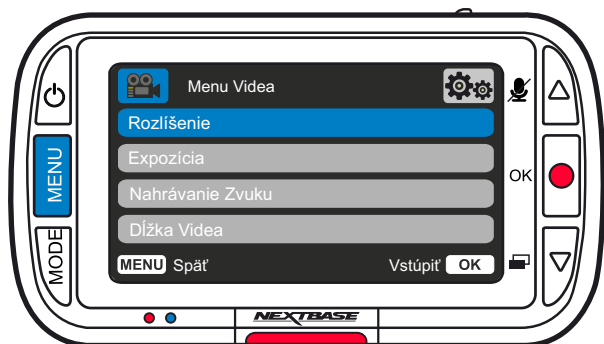 Menu Videa
Rozlíšenie
Expozícia
Nahrávanie Zvuku
Dĺžka Videa
MENU Späť
Vstúpiť OK
MENU
MODE
OK
NEXTBASE